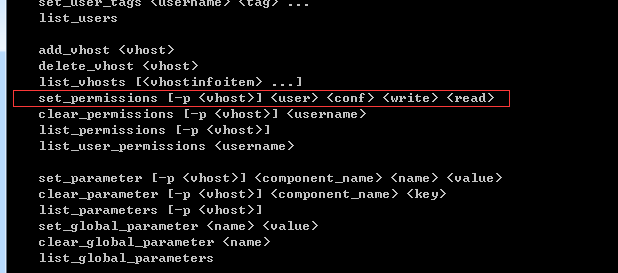 set_user_tags <username> <tag> ...
list_users
add_vhost <vhost>
delete_vhost <vhost>
list_vhosts [<vhostinfoitem> ...]
set_permissions [-p <vhost>] <user> <conf> <write> <read>
clear_permissions [-p <vhost>] <username>
list_permissions [-p <vhost>]
list_user_permissions <username>
set_parameter [-p <vhost>] <component_name> <name> <value>
clear_parameter [-p <vhost>] <component_name> <key>
list_parameters [-p <vhost>]
set_global_parameter <name> <value>
clear_global_parameter <name>
list_global_parameters